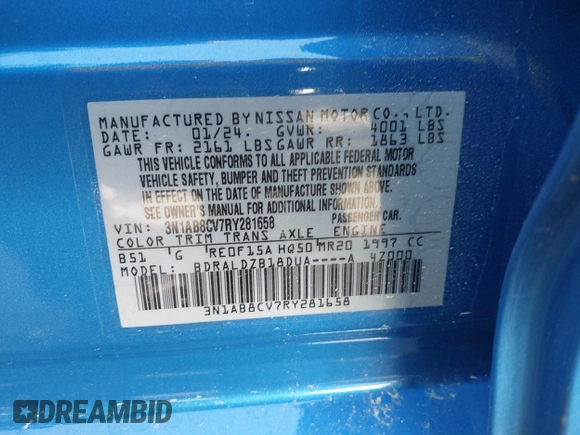 MANUFACTURED BY NISSAN MOTOR CO., LTD.
DATE: 01/24. GVWR: 4001 LBS
GAWR FR: 2161 LBS GAWR RR: 1863 LBS
THIS VEHICLE CONFORMS TO ALL APPLICABLE FEDERAL MOTOR
VEHICLE SAFETY, BUMPER AND THEFT PREVENTION STANDARDS
IN EFFECT ON THE DATE OF MANUFACTURE SHOWN ABOVE.
SEE OWNER'S MANUAL FOR ADDITIONAL INFORMATION
VIN: 3N1AB8CV7RY281658 PASSENGER CAR.
COLOR TRIM TRANS AXLE ENGINE
B51 G RE0F15A HQ50 MR20 1997 CC
MODEL: BDRALDZB18DUA----A 47000
3N1AB8CV7RY281658
DREAMBID